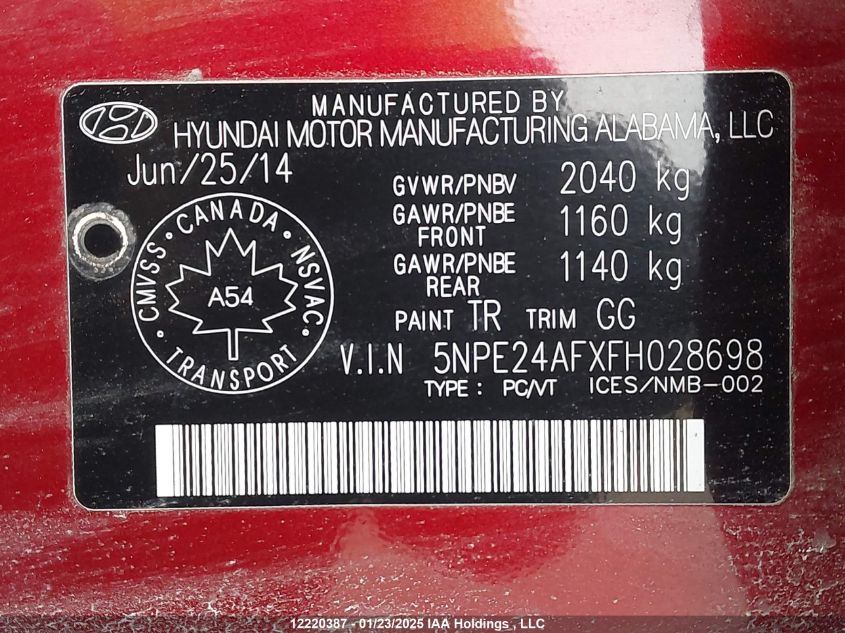 MANUFACTURED BY
HYUNDAI MOTOR MANUFACTURING ALABAMA, LLC
Jun/25/14
GVWR/PNBV 2040 kg
GAWR/PNBE FRONT 1160 kg
GAWR/PNBE REAR 1140 kg
PAINT TR TRIM GG
V.I.N 5NPE24AFXFH028698
TYPE : PC/VT ICES/NMB-002
CMVSS · CANADA · NSVAC · TRANSPORT ·
A54
12220387 - 01/23/2025 IAA Holdings , LLC